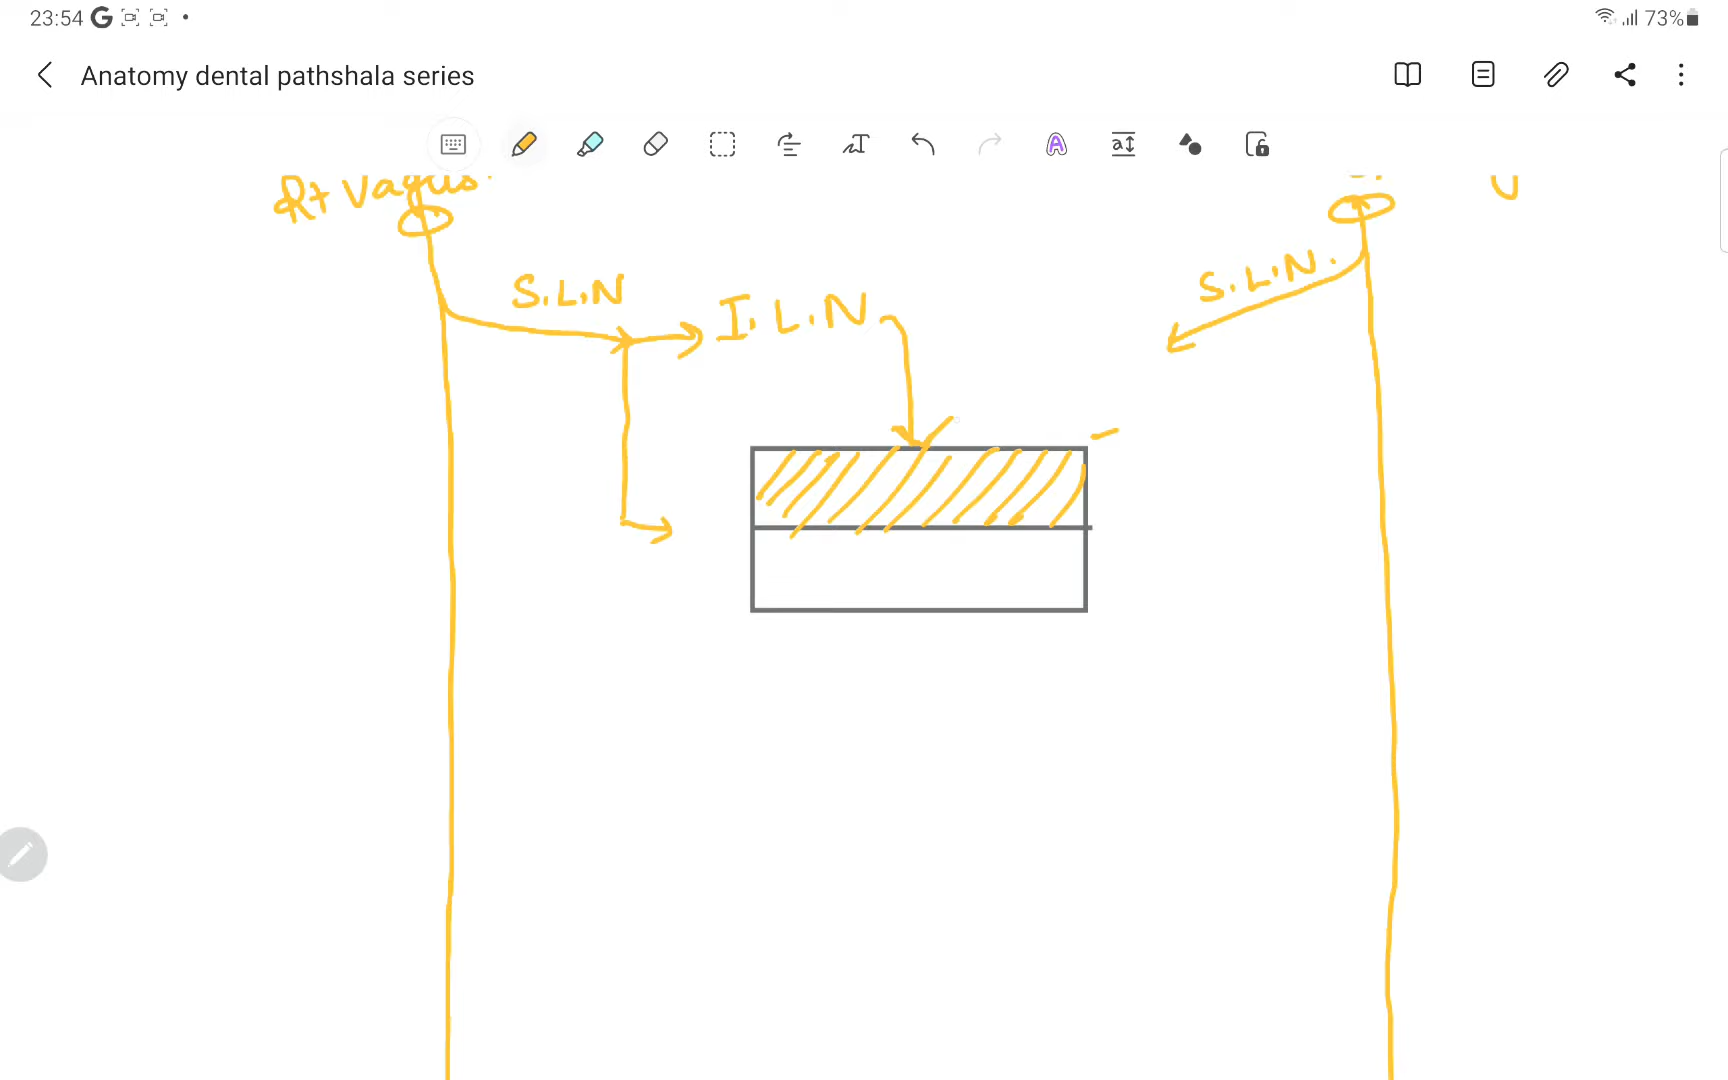 23:54 G 73%
Anatomy dental pathshala series
Rt Vagus.
S.L.N
I.L.N
S.L.N.